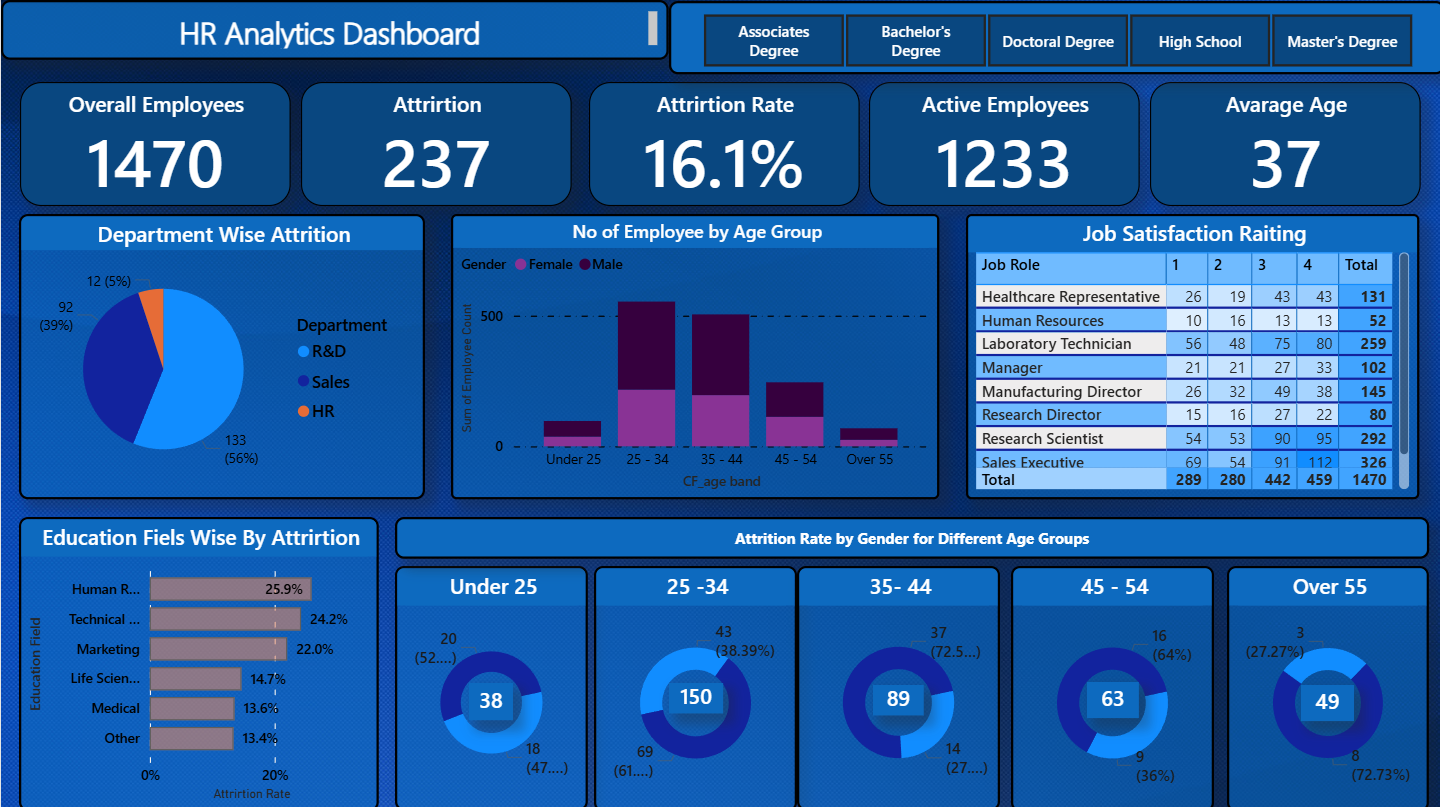 HR Analytics Dashboard
Associates
Degree
Bachelor's
Degree
Doctoral Degree
High School
Master's Degree
Overall Employees
1470
Attrirtion
237
Attrirtion Rate
16.1%
Active Employees
1233
Avarage Age
37
Department Wise Attrition
12 (5%)
92
(39%)
133
(56%)
Department
R&D
Sales
HR
No of Employee by Age Group
Gender Female Male
Sum of Employee Count
500
0
Under 25 25 - 34 35 - 44 45 - 54 Over 55
CF_age band
Job Satisfaction Raiting
Job Role 1 2 3 4 Total
Healthcare Representative 26 19 43 43 131
Human Resources 10 16 13 13 52
Laboratory Technician 56 48 75 80 259
Manager 21 21 27 33 102
Manufacturing Director 26 32 49 38 145
Research Director 15 16 27 22 80
Research Scientist 54 53 90 95 292
Sales Executive 69 54 91 112 326
Total 289 280 442 459 1470
Education Fiels Wise By Attrirtion
Education Field
Human R... 25.9%
Technical ... 24.2%
Marketing 22.0%
Life Scien... 14.7%
Medical 13.6%
Other 13.4%
0% 20%
Attrirtion Rate
Attrition Rate by Gender for Different Age Groups
Under 25
20
(52....)
38
18
(47....)
25 -34
43
(38.39%)
150
69
(61....)
35- 44
37
(72.5...)
89
14
(27....)
45 - 54
16
(64%)
63
9
(36%)
Over 55
3
(27.27%)
49
8
(72.73%)